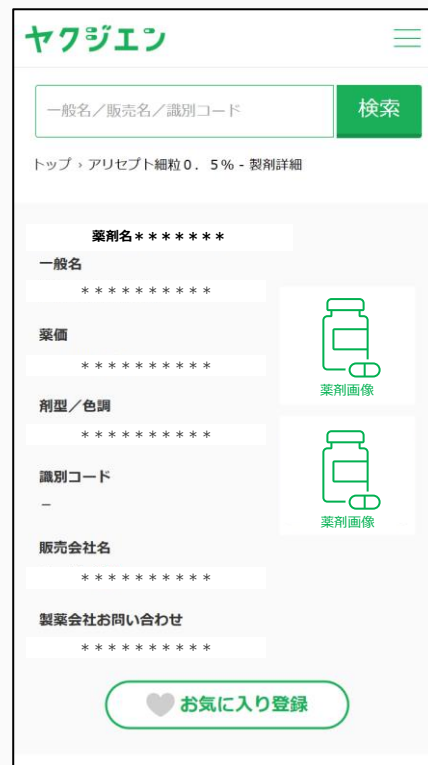 ヤクジエン
一般名／販売名／識別コード
検索
トップ › アリセプト細粒０．５% - 製剤詳細
薬剤名＊＊＊＊＊＊＊
一般名
＊＊＊＊＊＊＊＊＊＊
薬価
＊＊＊＊＊＊＊＊＊＊
剤型／色調
＊＊＊＊＊＊＊＊＊＊
薬剤画像
識別コード
－
薬剤画像
販売会社名
＊＊＊＊＊＊＊＊＊＊
製薬会社お問い合わせ
＊＊＊＊＊＊＊＊＊＊
お気に入り登録